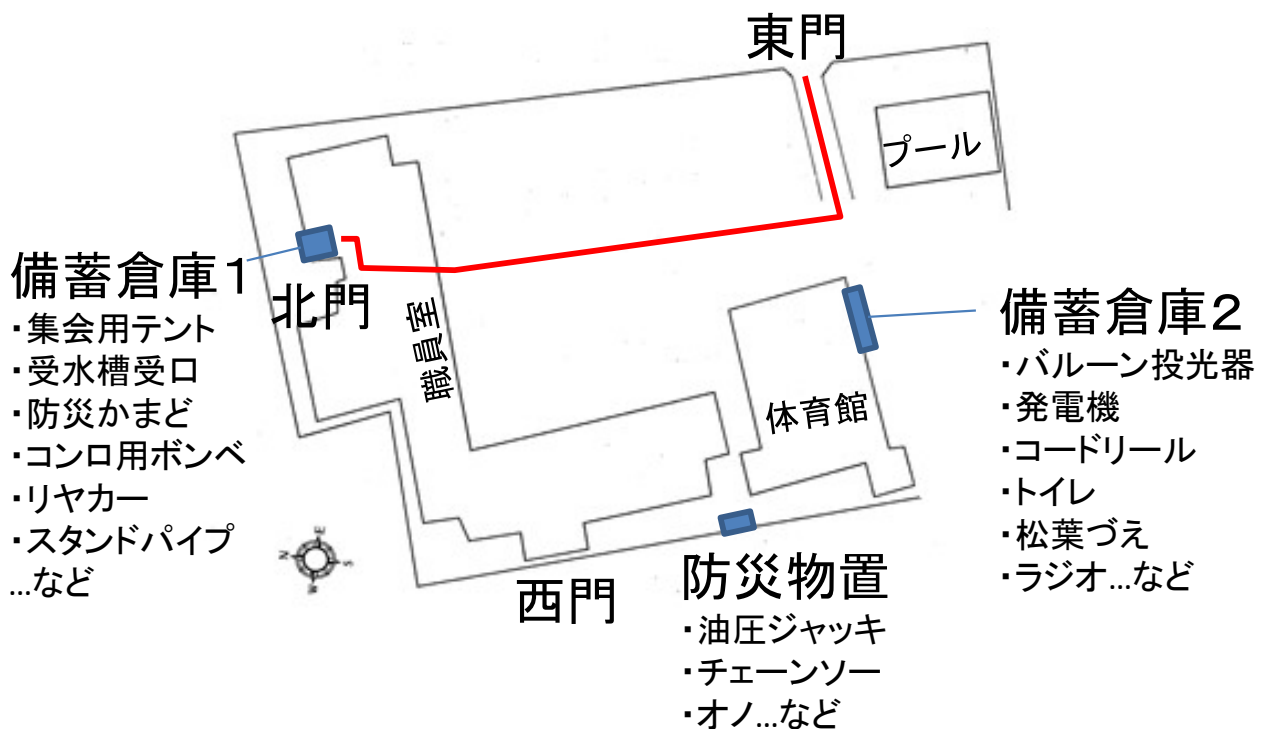 東門
プール
備蓄倉庫1
・集会用テント
・受水槽受口
・防災かまど
・コンロ用ボンベ
・リヤカー
・スタンドパイプ
…など
北門
職員室
体育館
備蓄倉庫2
・バルーン投光器
・発電機
・コードリール
・トイレ
・松葉づえ
・ラジオ…など
N
E
S
W
西門
防災物置
・油圧ジャッキ
・チェーンソー
・オノ…など